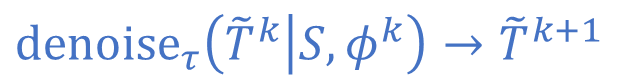 denoise_τ(T̃^k|S, ϕ^k) → T̃^{k+1}